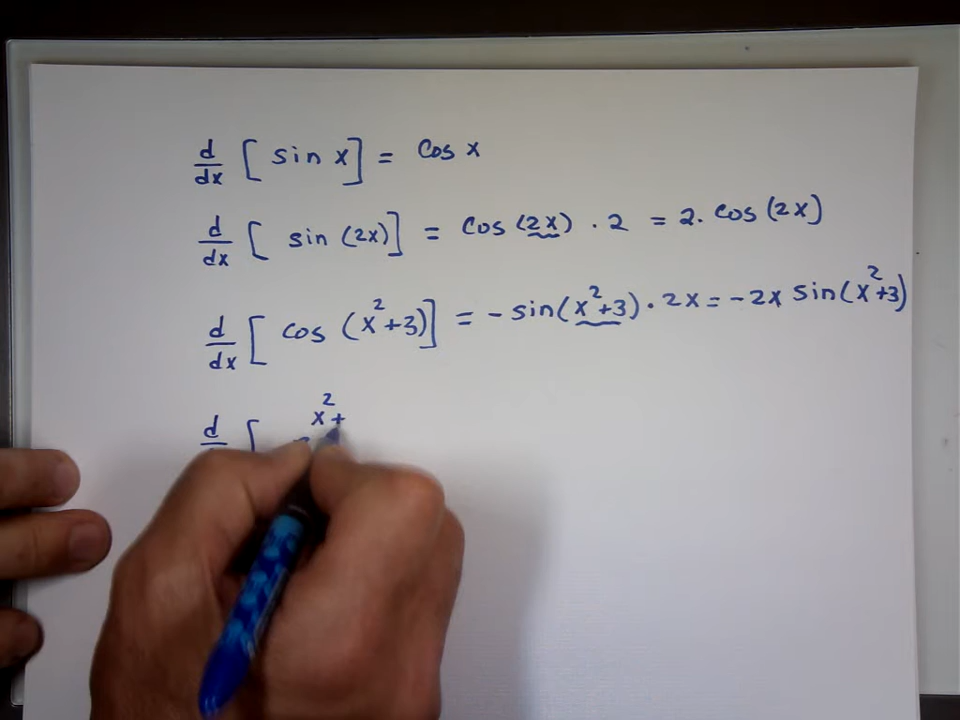 d/dx [ sin x ] = cos x
d/dx [ sin (2x) ] = cos (2x) · 2 = 2 · cos (2x)
d/dx [ cos (x² + 3) ] = - sin (x² + 3) · 2x = - 2x sin (x² + 3)
d [ x² +